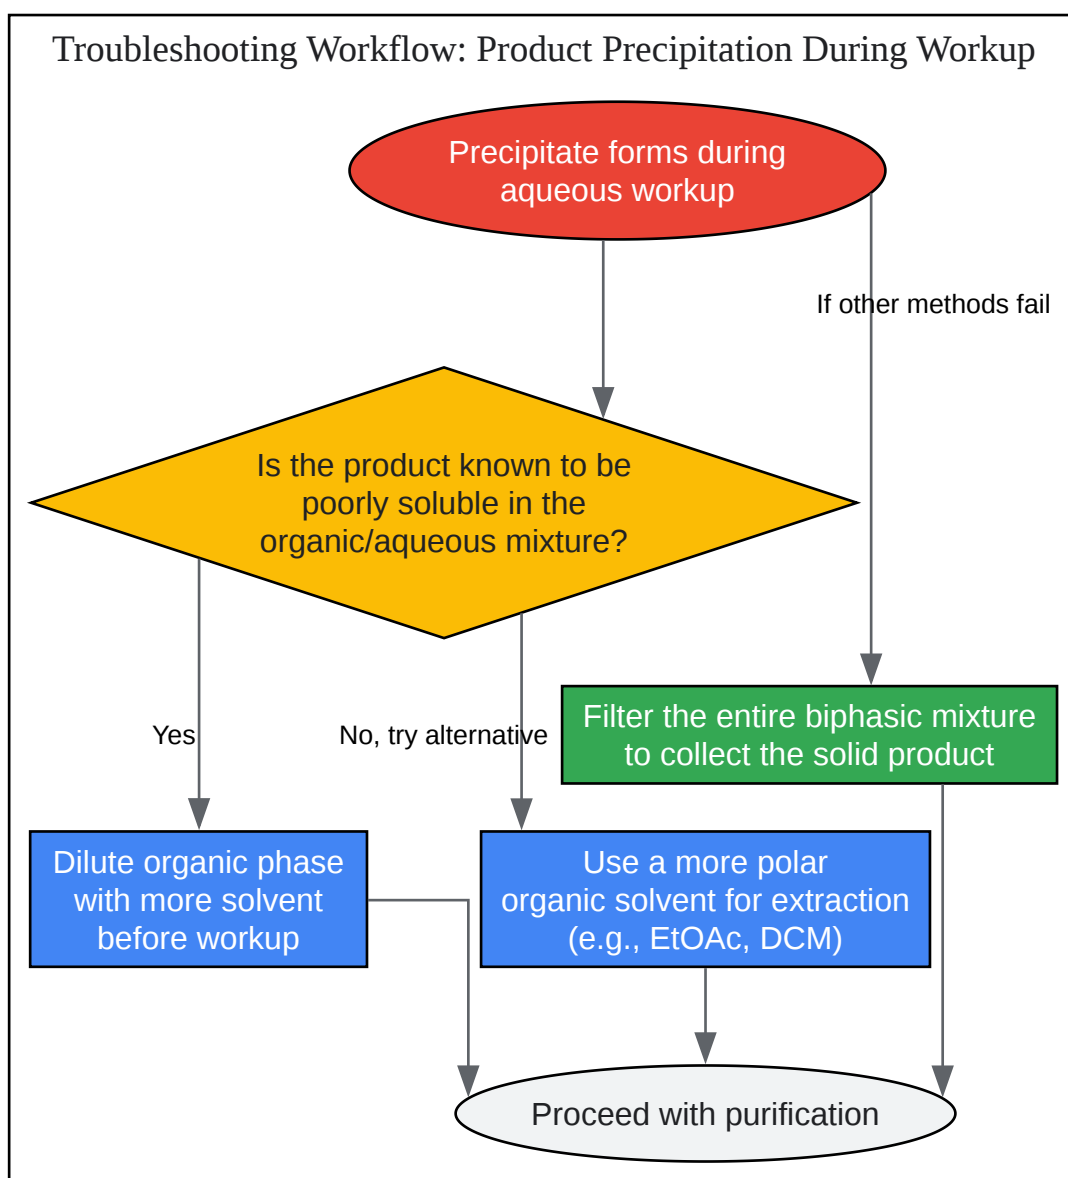 Troubleshooting Workflow: Product Precipitation During Workup
Precipitate forms during
aqueous workup
If other methods fail
Is the product known to be
poorly soluble in the
organic/aqueous mixture?
Yes
No, try alternative
Filter the entire biphasic mixture
to collect the solid product
Dilute organic phase
with more solvent
before workup
Use a more polar
organic solvent for extraction
(e.g., EtOAc, DCM)
Proceed with purification